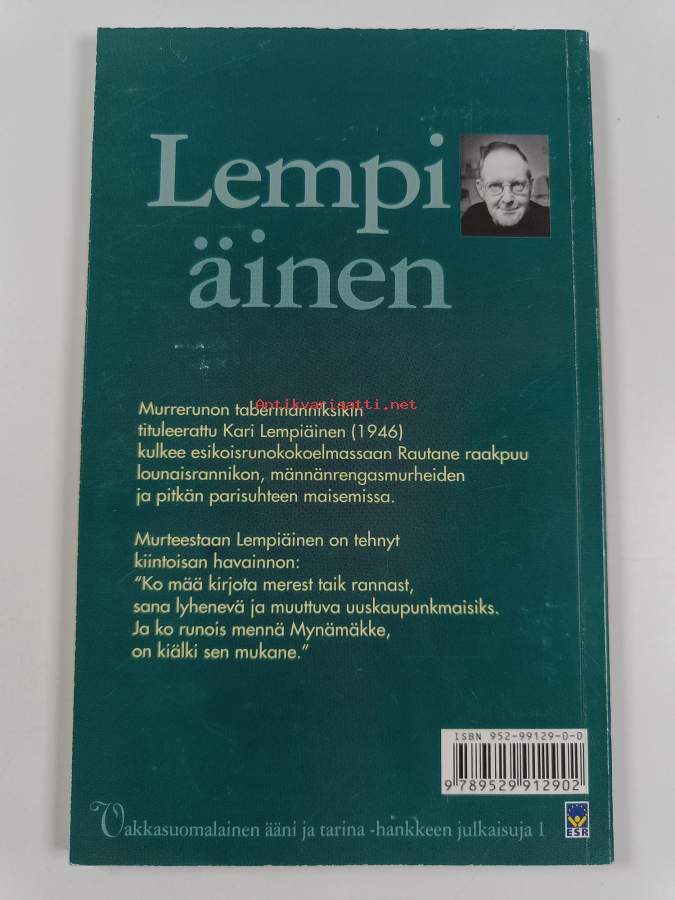 Lempi
äinen
Antikvariaatti.net
Murrerunon tabermanniksikin
tituleerattu Kari Lempiäinen (1946)
kulkee esikoisrunokokoelmassaan Rautane raakpuu
lounaisrannikon, männänrengasmurheiden
ja pitkän parisuhteen maisemissa.
Murteestaan Lempiäinen on tehnyt
kiintoisan havainnon:
”Ko mää kirjota merest taik rannast,
sana lyhenevä ja muuttuva uuskaupunkmaisiks.
Ja ko runois mennä Mynämäkke,
on kiälki sen mukane.”
ISBN 952-99129-0-0
9 789529 912902
Vakkasuomalainen ääni ja tarina -hankkeen julkaisuja 1
ESR